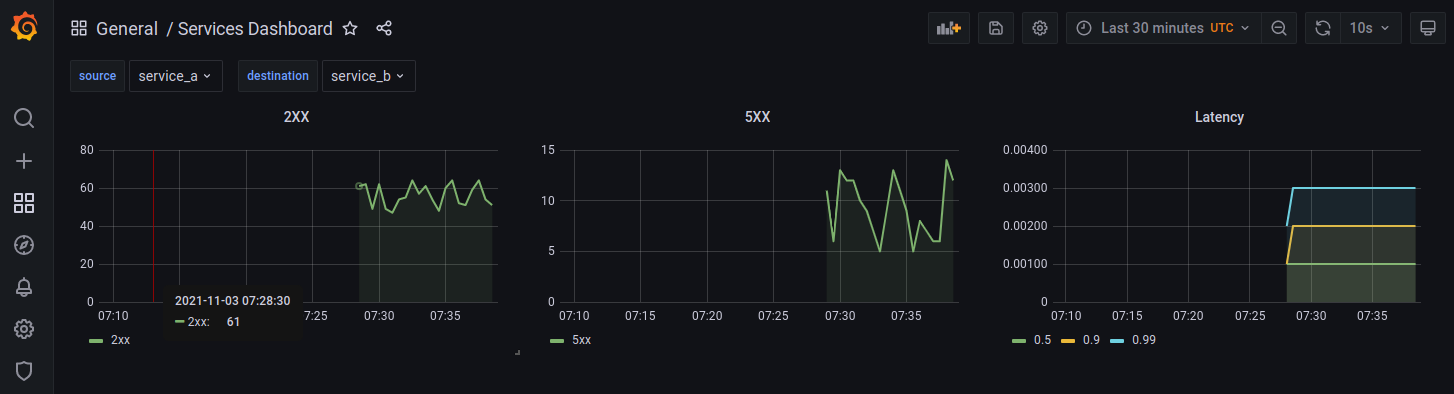 General / Services Dashboard
Last 30 minutes UTC
10s
source service_a destination service_b
2XX
80
60
40
20
0
07:10 07:25 07:30 07:35
2021-11-03 07:28:30
2xx: 61
2xx
5XX
15
10
5
0
07:10 07:15 07:20 07:25 07:30 07:35
5xx
Latency
0.00400
0.00300
0.00200
0.00100
0
07:10 07:15 07:20 07:25 07:30 07:35
0.5 0.9 0.99